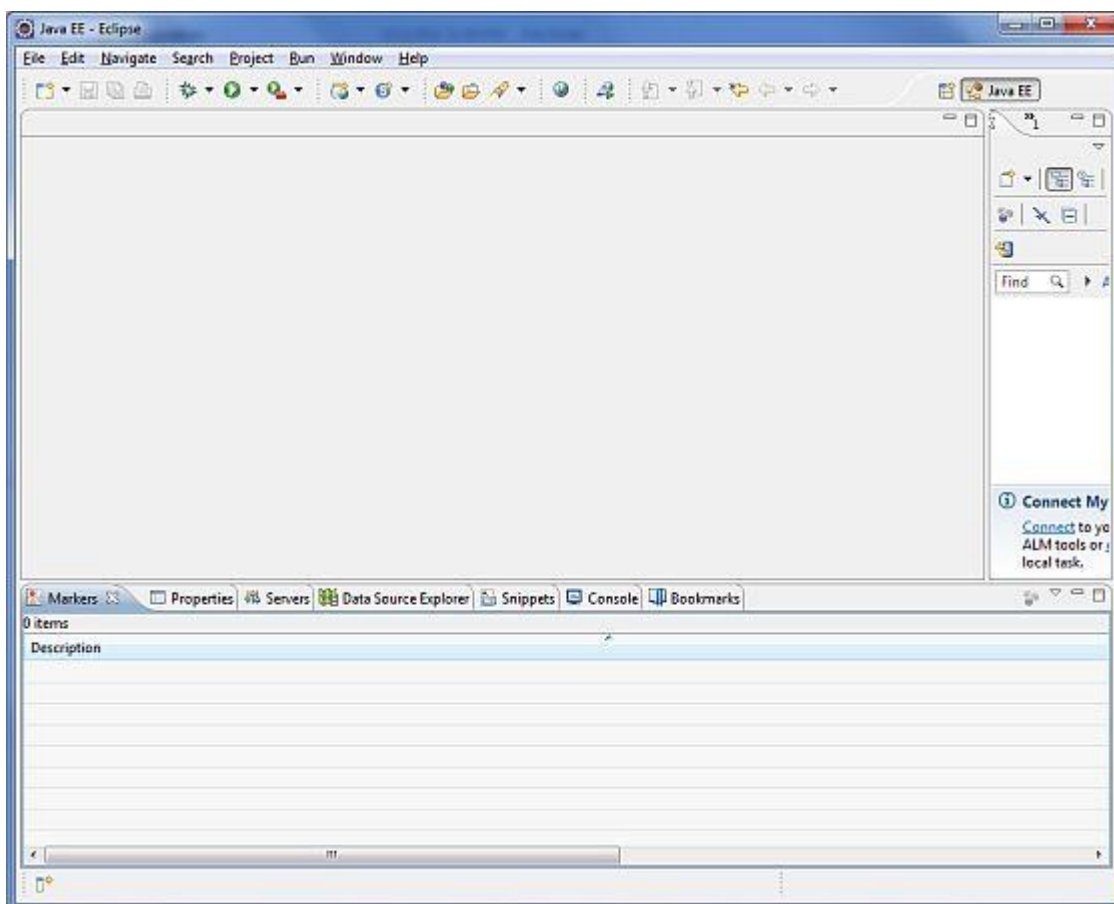 Java EE - Eclipse
File Edit Navigate Search Project Run Window Help
Java EE
»1
Find
Connect My
Connect to yo
ALM tools or
local task.
Markers Properties Servers Data Source Explorer Snippets Console Bookmarks
0 items
Description